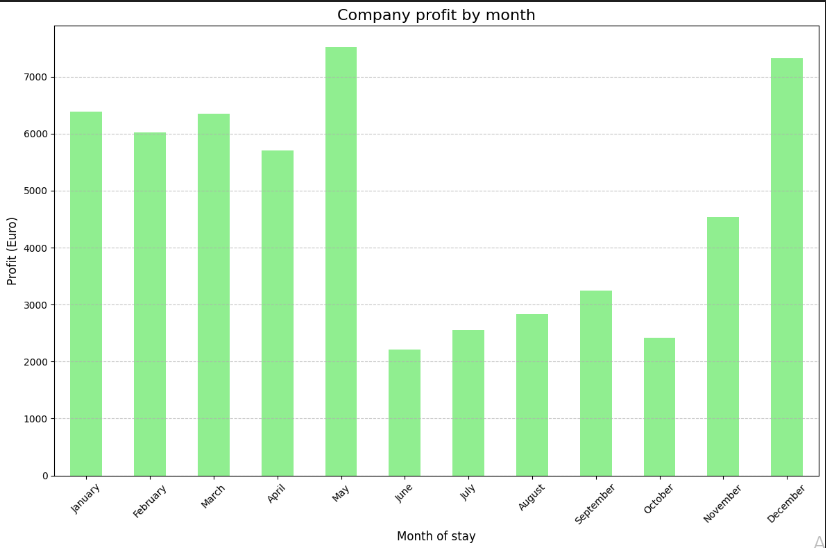 Company profit by month
Profit (Euro)
7000
6000
5000
4000
3000
2000
1000
0
January February March April May June July August September October November December
Month of stay
A